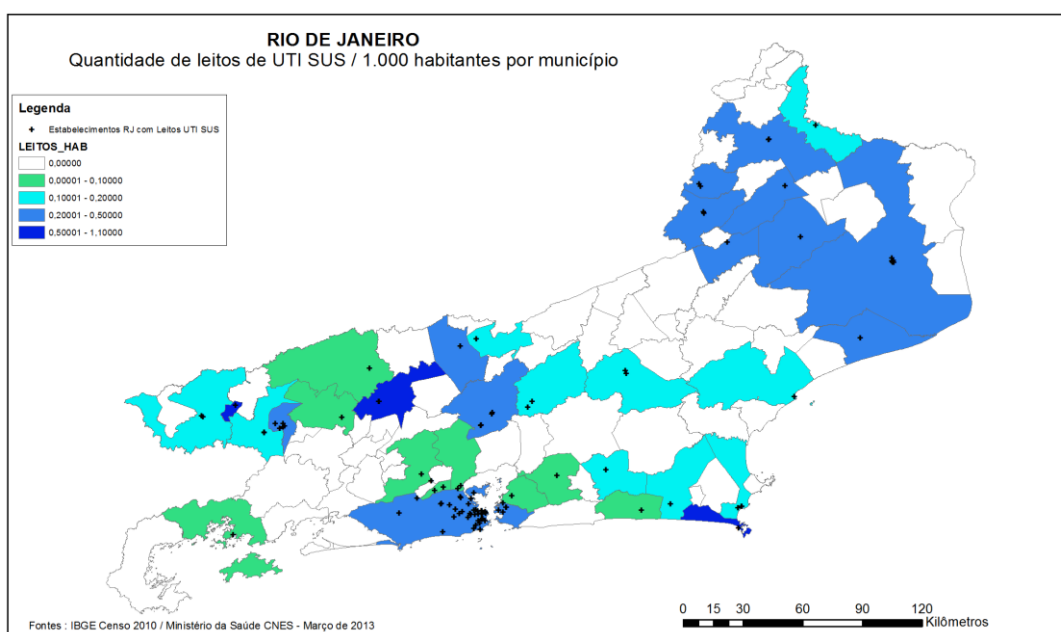 RIO DE JANEIRO
Quantidade de leitos de UTI SUS / 1.000 habitantes por município
Legenda
Estabelecimentos RJ com Leitos UTI SUS
LEITOS_HAB
0,00000
0,00001 - 0,10000
0,10001 - 0,20000
0,20001 - 0,50000
0,50001 - 1,10000
Fontes : IBGE Censo 2010 / Ministério da Saúde CNES - Março de 2013
0 15 30 60 90 120
Kilômetros